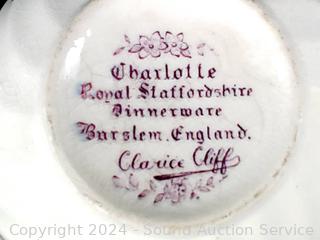 Charlotte
Royal Staffordshire
Dinnerware
Burslem. England.
Clarice Cliff
Copyright 2024 - Sound Auction Service